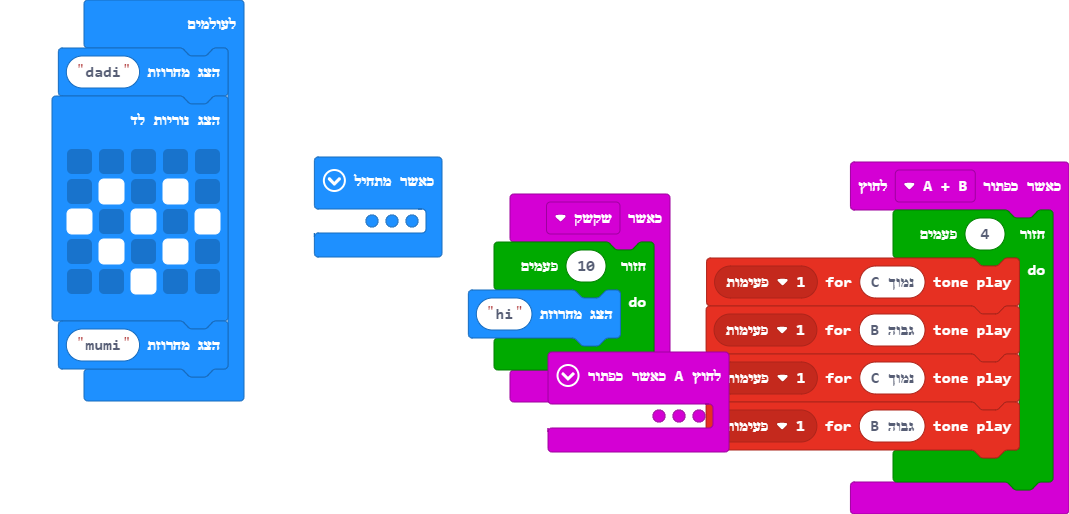 לעולמים
הצג מחרוזת "dadi"
הצג נוריות לד
הצג מחרוזת "mumi"
כאשר מתחיל
כאשר שקשק
חזור 10 פעמים
do
הצג מחרוזת "hi"
לחוץ A כאשר כפתור
כאשר כפתור A + B לחוץ
חזור 4 פעמים
do
tone play נמוך C for 1 פעימות
tone play גבוה B for 1 פעימות
tone play נמוך C for 1 פעימות
tone play גבוה B for 1 פעימות